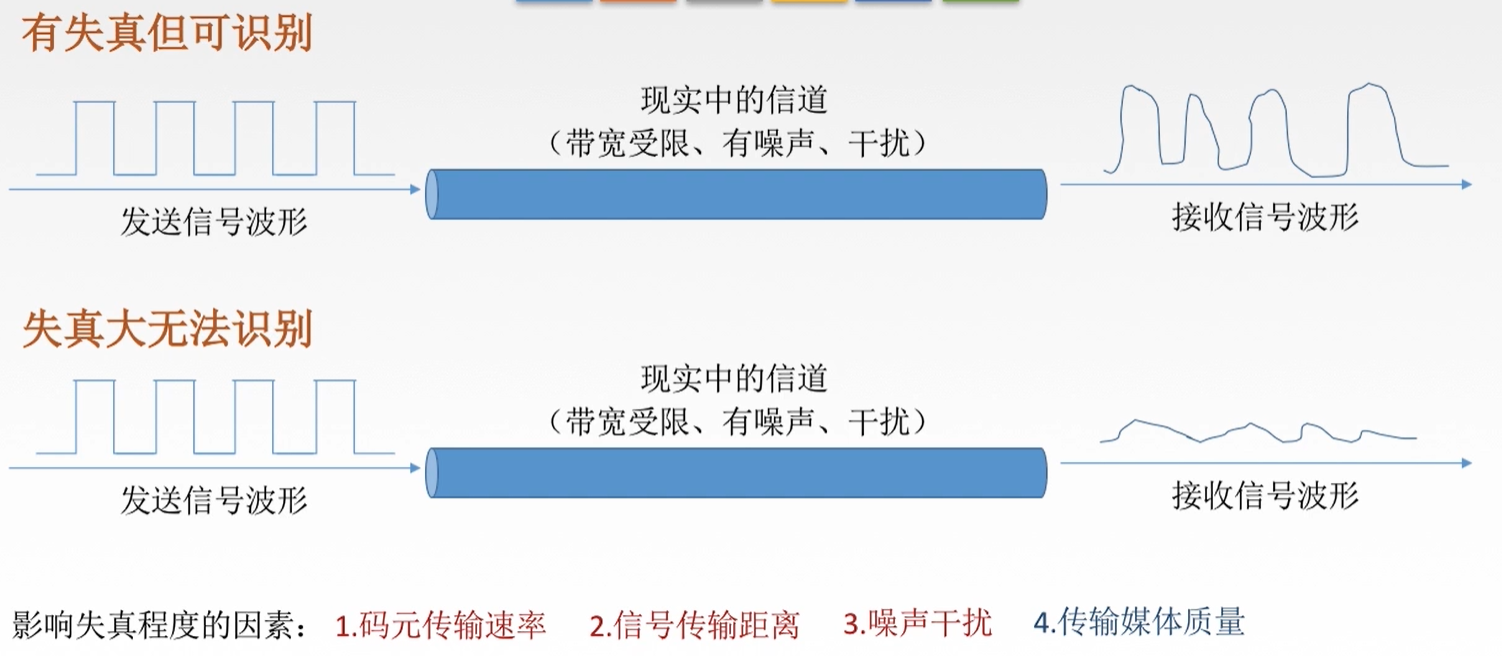 有失真但可识别
现实中的信道
（带宽受限、有噪声、干扰）
发送信号波形
接收信号波形
失真大无法识别
现实中的信道
（带宽受限、有噪声、干扰）
发送信号波形
接收信号波形
影响失真程度的因素： 1.码元传输速率 2.信号传输距离 3.噪声干扰 4.传输媒体质量